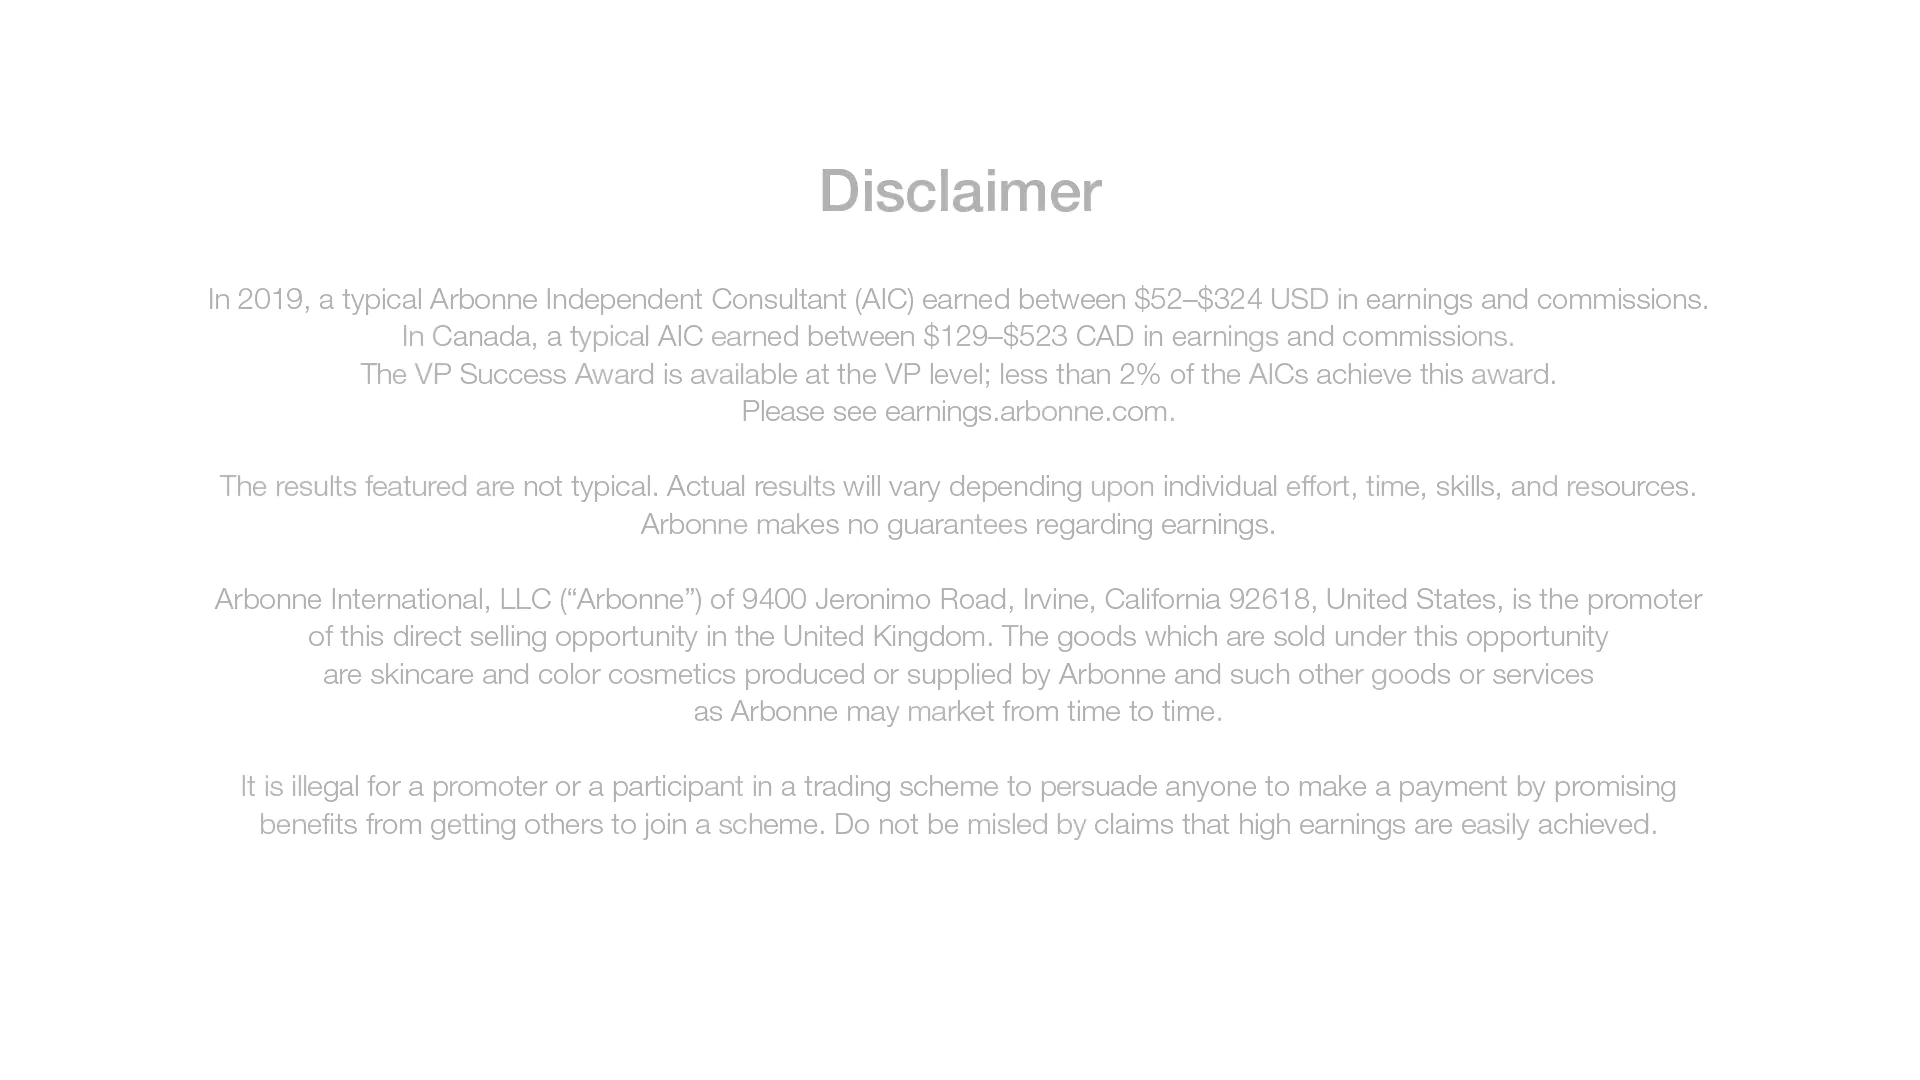 Disclaimer
In 2019, a typical Arbonne Independent Consultant (AIC) earned between $52–$324 USD in earnings and commissions.
In Canada, a typical AIC earned between $129–$523 CAD in earnings and commissions.
The VP Success Award is available at the VP level; less than 2% of the AICs achieve this award.
Please see earnings.arbonne.com.
The results featured are not typical. Actual results will vary depending upon individual effort, time, skills, and resources.
Arbonne makes no guarantees regarding earnings.
Arbonne International, LLC (“Arbonne”) of 9400 Jeronimo Road, Irvine, California 92618, United States, is the promoter
of this direct selling opportunity in the United Kingdom. The goods which are sold under this opportunity
are skincare and color cosmetics produced or supplied by Arbonne and such other goods or services
as Arbonne may market from time to time.
It is illegal for a promoter or a participant in a trading scheme to persuade anyone to make a payment by promising
benefits from getting others to join a scheme. Do not be misled by claims that high earnings are easily achieved.